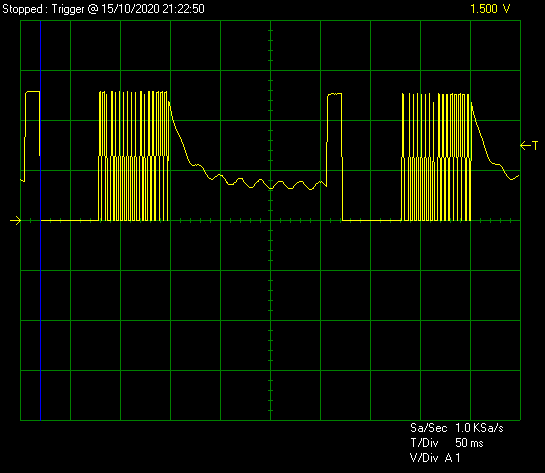 Stopped : Trigger @ 15/10/2020 21:22:50 1.500 V
T
Sa/Sec 1.0 KSa/s
T/Div 50 ms
V/Div A 1